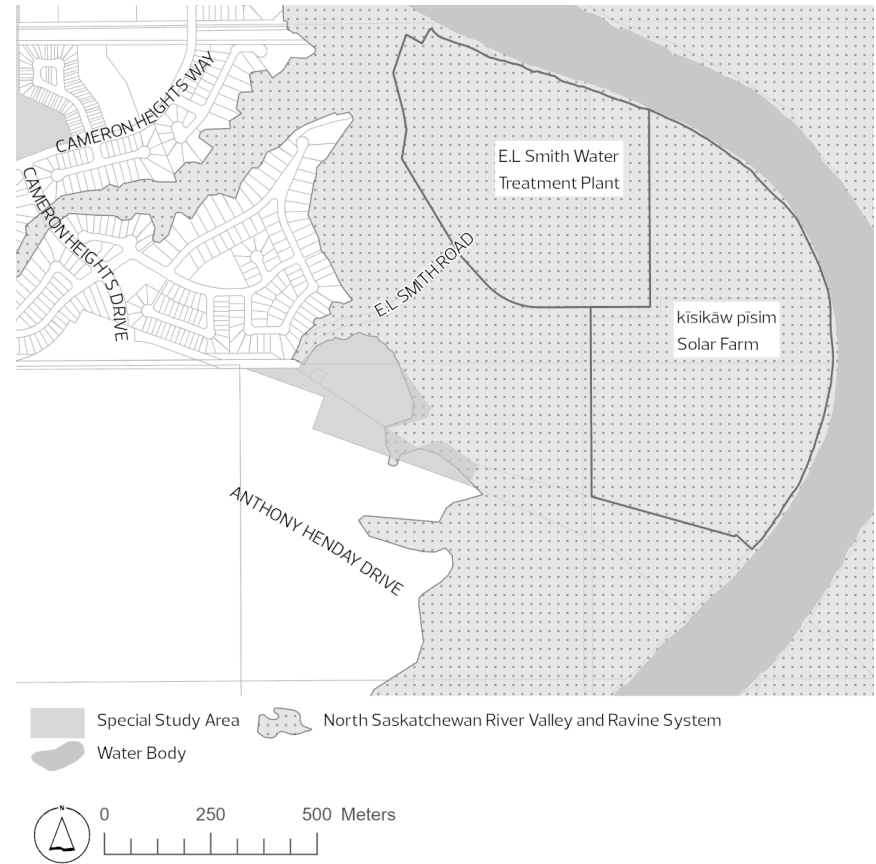 CAMERON HEIGHTS WAY
E.L Smith Water
Treatment Plant
CAMERON HEIGHTS DRIVE
E.L SMITH ROAD
kīsikāw pīsim
Solar Farm
ANTHONY HENDAY DRIVE
Special Study Area
North Saskatchewan River Valley and Ravine System
Water Body
N
0 250 500 Meters